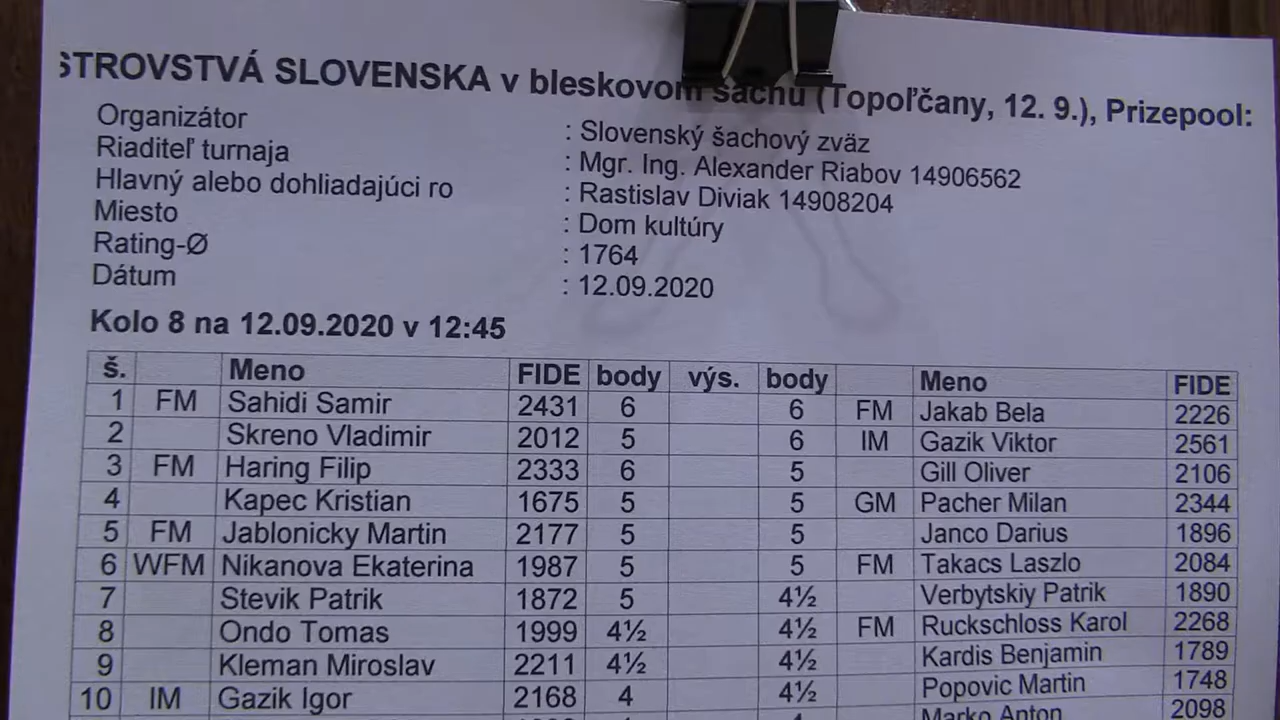 STROVSTVÁ SLOVENSKA v bleskovom šachu (Topoľčany, 12. 9.), Prizepool:
Organizátor : Slovenský šachový zväz
Riaditeľ turnaja : Mgr. Ing. Alexander Riabov 14906562
Hlavný alebo dohliadajúci ro : Rastislav Diviak 14908204
Miesto : Dom kultúry
Rating-Ø : 1764
Dátum : 12.09.2020
Kolo 8 na 12.09.2020 v 12:45
š. Meno FIDE body výs. body Meno FIDE
1 FM Sahidi Samir 2431 6 6 FM Jakab Bela 2226
2 Skreno Vladimir 2012 5 6 IM Gazik Viktor 2561
3 FM Haring Filip 2333 6 5 Gill Oliver 2106
4 Kapec Kristian 1675 5 5 GM Pacher Milan 2344
5 FM Jablonicky Martin 2177 5 5 Janco Darius 1896
6 WFM Nikanova Ekaterina 1987 5 5 FM Takacs Laszlo 2084
7 Stevik Patrik 1872 5 4½ Verbytskiy Patrik 1890
8 Ondo Tomas 1999 4½ 4½ FM Ruckschloss Karol 2268
9 Kleman Miroslav 2211 4½ 4½ Kardis Benjamin 1789
10 IM Gazik Igor 2168 4 4½ Popovic Martin 1748
Marko Anton 2098